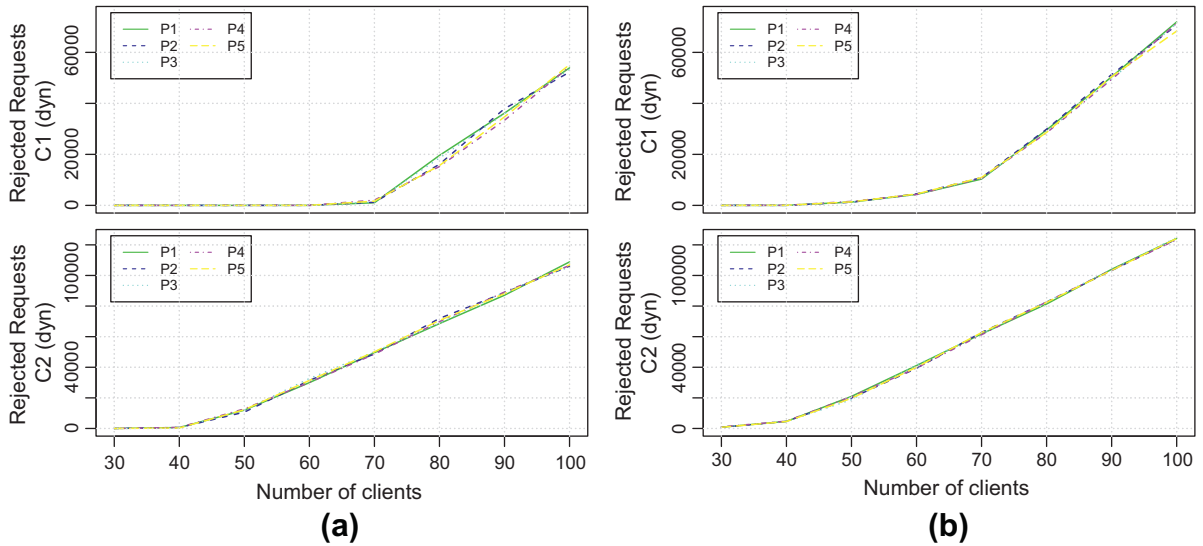 Rejected Requests
C1 (dyn)
0 20000 60000
P1 P4
P2 P5
P3
Rejected Requests
C2 (dyn)
0 40000 100000
P1 P4
P2 P5
P3
30 40 50 60 70 80 90 100
Number of clients
(a)
Rejected Requests
C1 (dyn)
0 20000 60000
P1 P4
P2 P5
P3
Rejected Requests
C2 (dyn)
0 40000 100000
P1 P4
P2 P5
P3
30 40 50 60 70 80 90 100
Number of clients
(b)